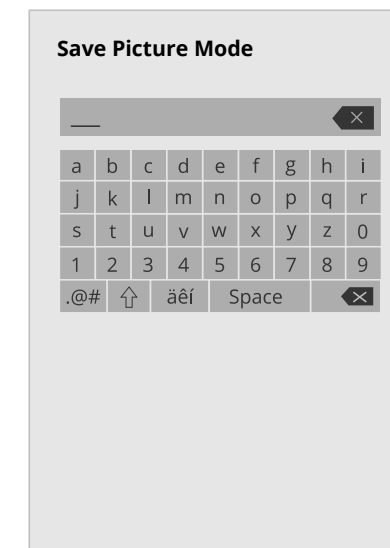 Save Picture Mode
a b c d e f g h i
j k l m n o p q r
s t u v w x y z 0
1 2 3 4 5 6 7 8 9
.@# äêí Space